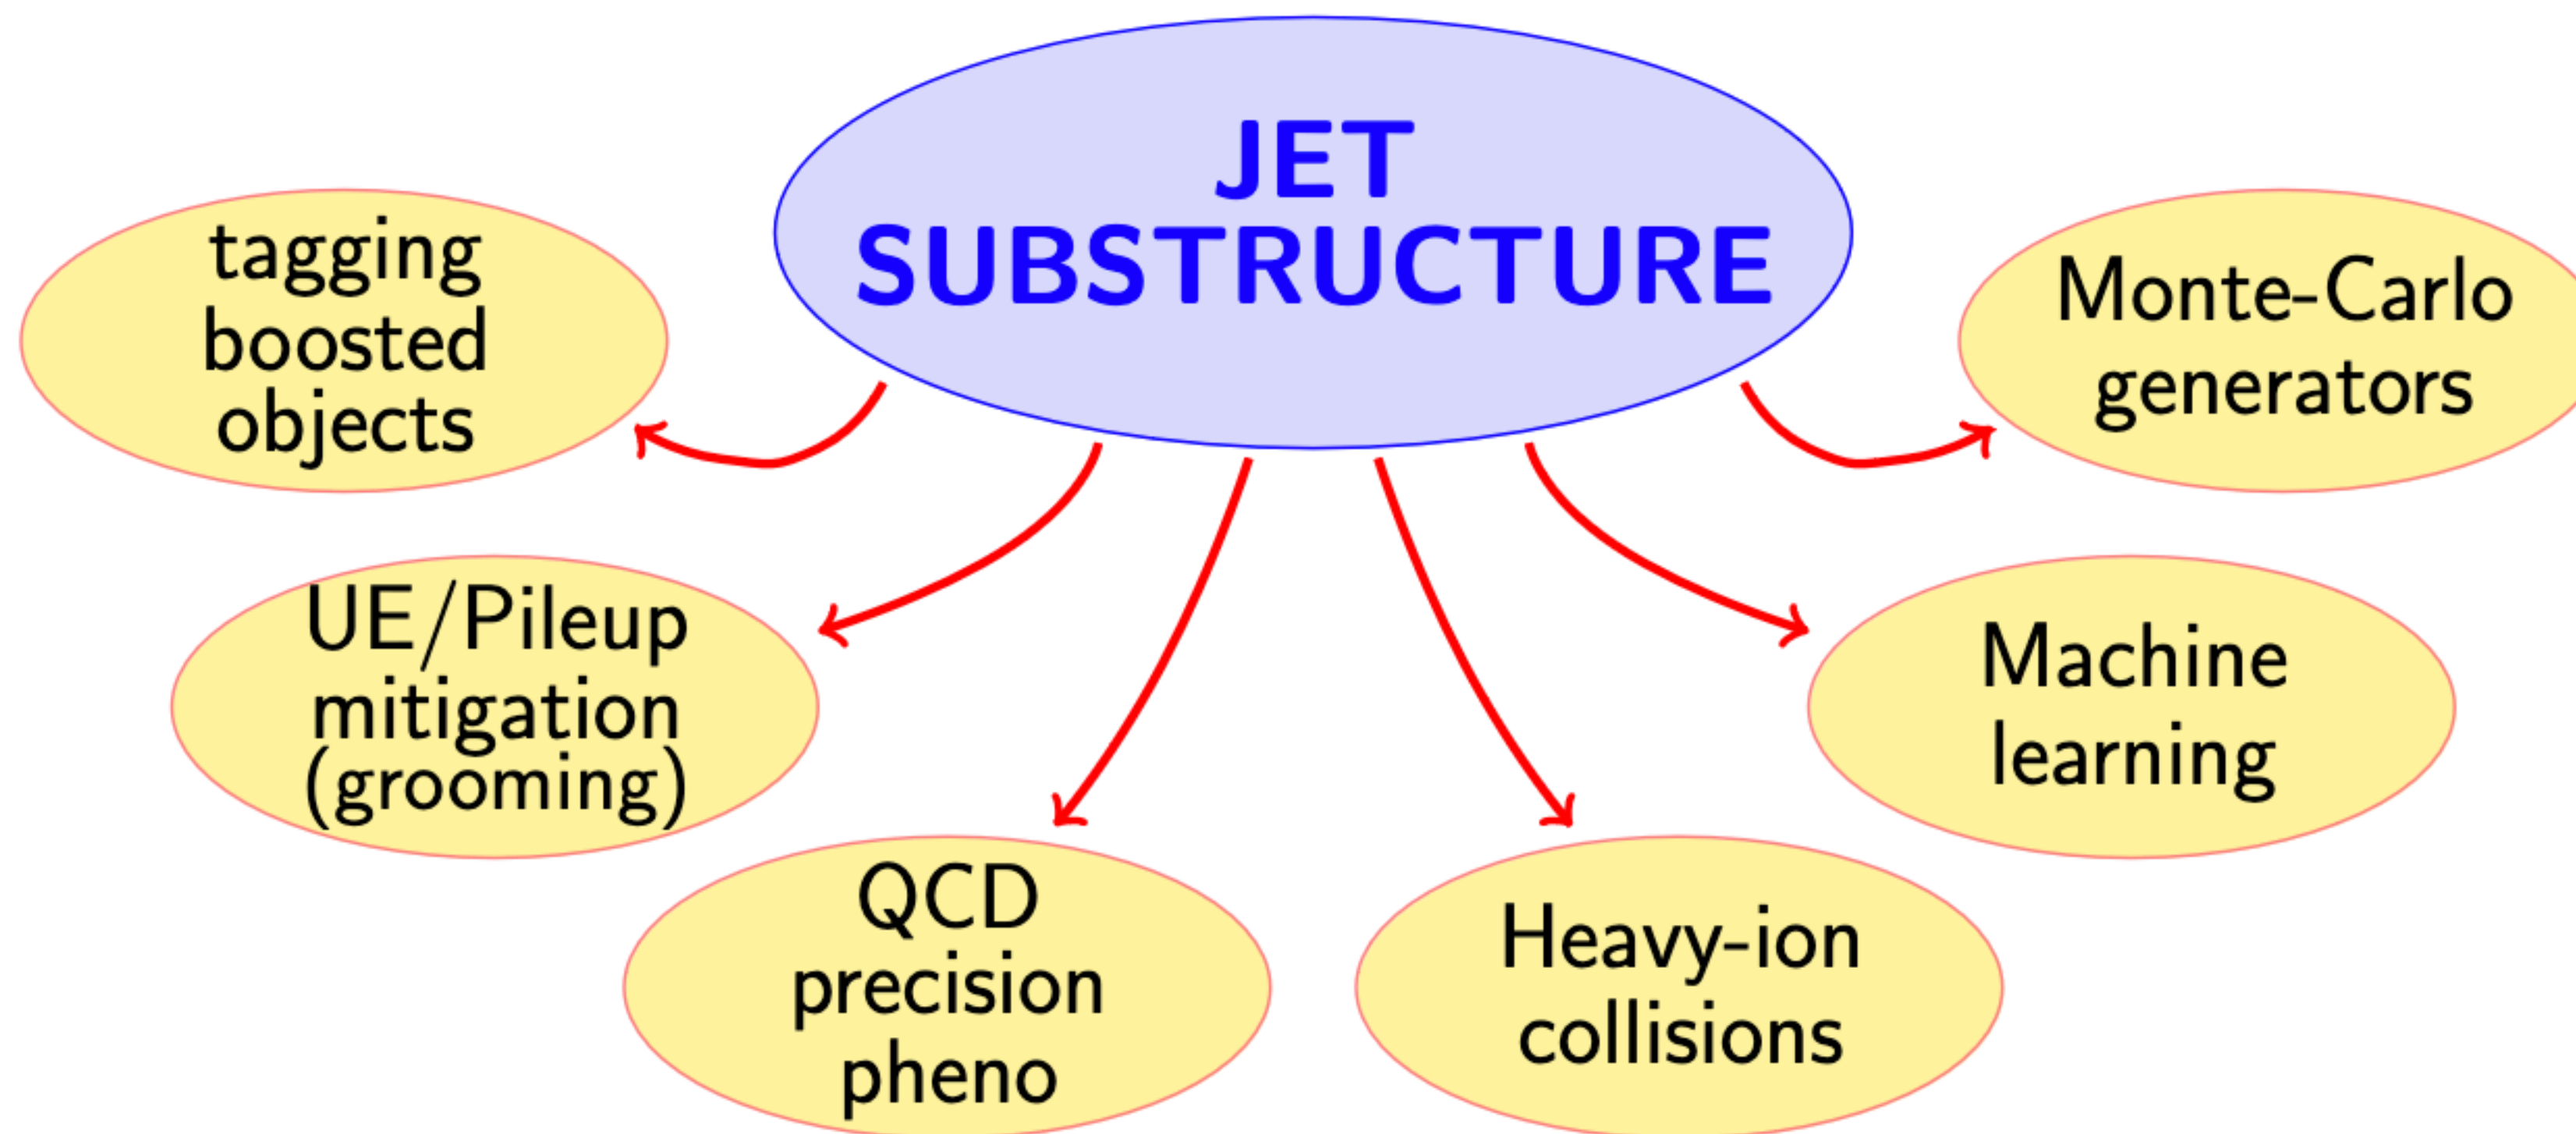 JET
SUBSTRUCTURE
tagging
boosted
objects
Monte-Carlo
generators
UE/Pileup
mitigation
(grooming)
Machine
learning
QCD
precision
pheno
Heavy-ion
collisions